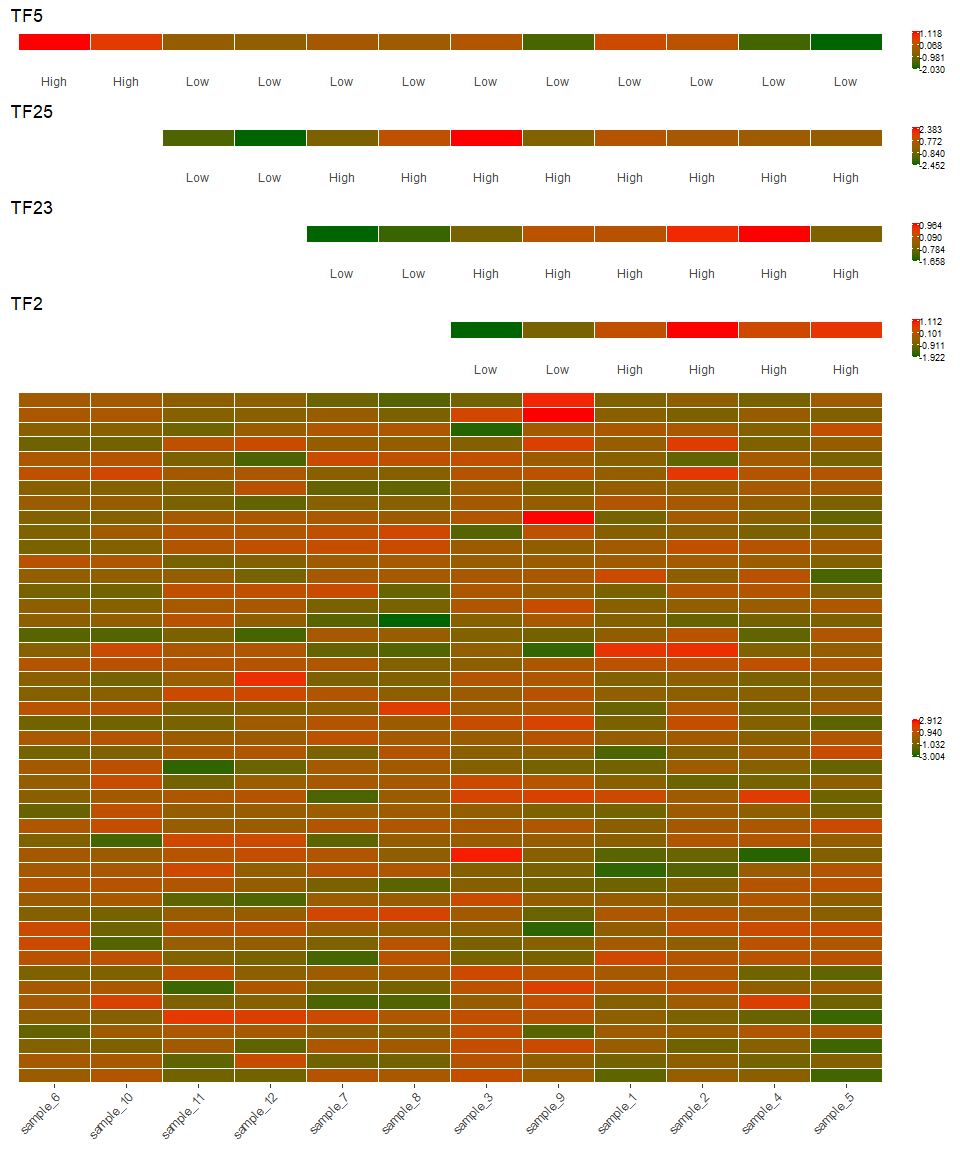 TF5
1.118
0.068
-0.981
-2.030
High High Low Low Low Low Low Low Low Low Low Low
TF25
2.383
0.772
-0.840
-2.452
Low Low High High High High High High High High
TF23
0.964
0.090
-0.784
-1.658
Low Low High High High High High High
TF2
1.112
0.101
-0.911
-1.922
Low Low High High High High
2.912
0.940
-1.032
-3.004
sample_6 sample_10 sample_11 sample_12 sample_7 sample_8 sample_3 sample_9 sample_1 sample_2 sample_4 sample_5